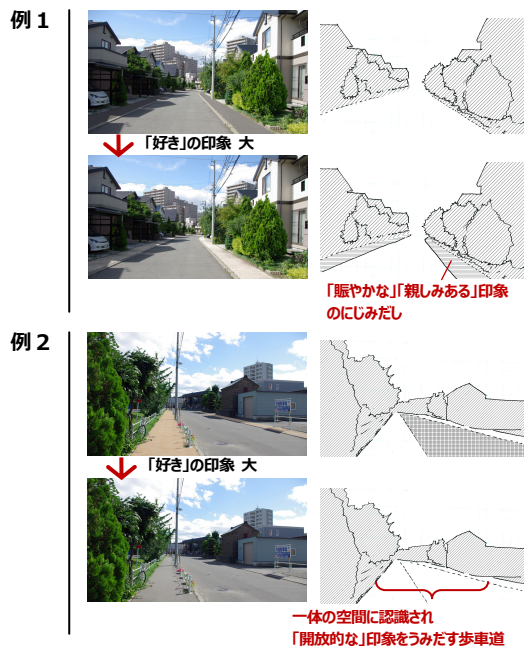 例１
「好き」の印象 大
「賑やかな」「親しみある」印象
のにじみだし
例２
「好き」の印象 大
一体の空間に認識され
「開放的な」印象をうみだす歩車道